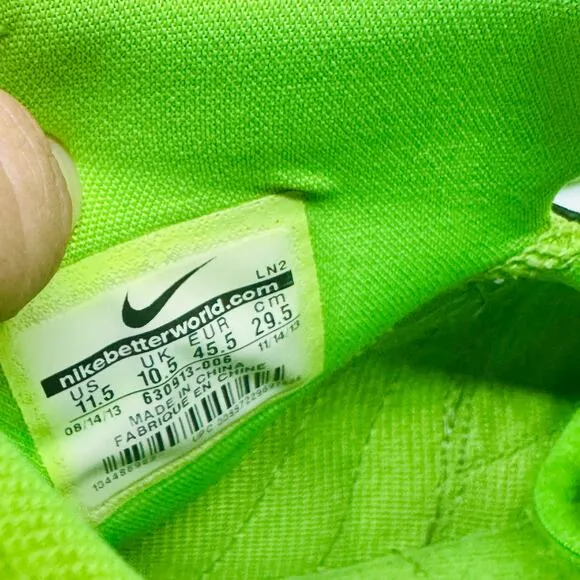 LN2
nikebetterworld.com
US UK EUR cm
11.5 10.5 45.5 29.5
08/14/13 630913-006 11/14/13
MADE IN CHINA
FABRIQUÉ EN CHINE